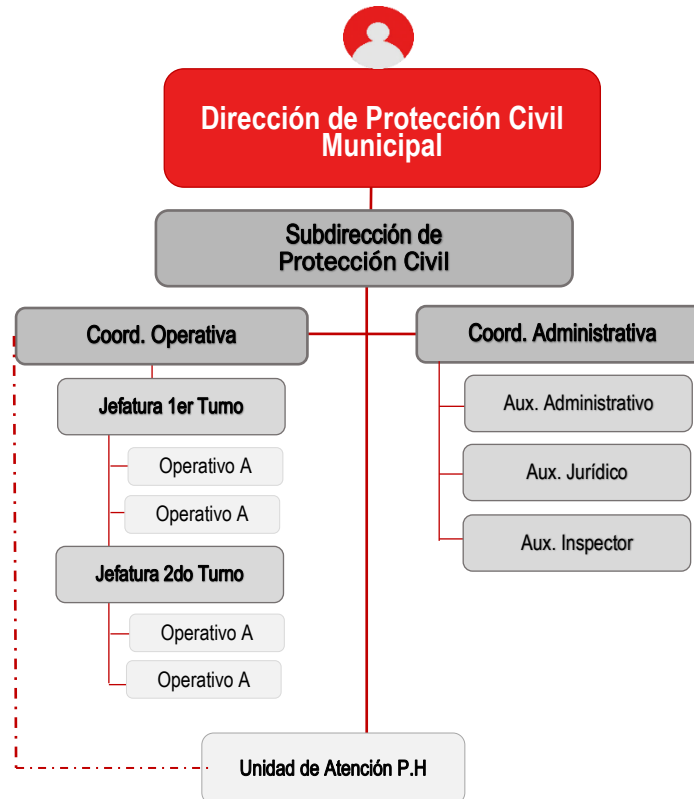 Dirección de Protección Civil
Municipal
Subdirección de
Protección Civil
Coord. Operativa
Coord. Administrativa
Jefatura 1er Turno
Operativo A
Operativo A
Jefatura 2do Turno
Operativo A
Operativo A
Aux. Administrativo
Aux. Jurídico
Aux. Inspector
Unidad de Atención P.H